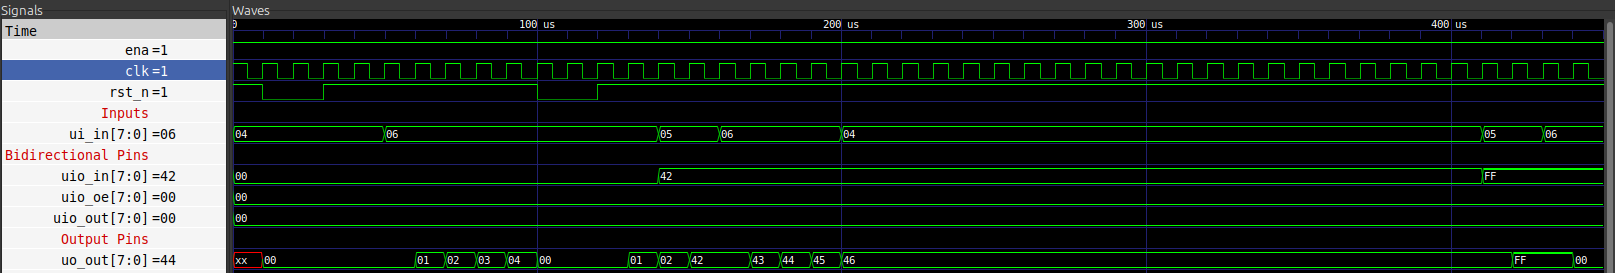 Signals Waves
Time 0 100 us 200 us 300 us 400 us
ena=1
clk=1
rst_n=1
Inputs
ui_in[7:0]=06 04 06 05 06 04 05 06
Bidirectional Pins
uio_in[7:0]=42 00 42 FF
uio_oe[7:0]=00 00
uio_out[7:0]=00 00
Output Pins
uo_out[7:0]=44 xx 00 01 02 03 04 00 01 02 42 43 44 45 46 FF 00